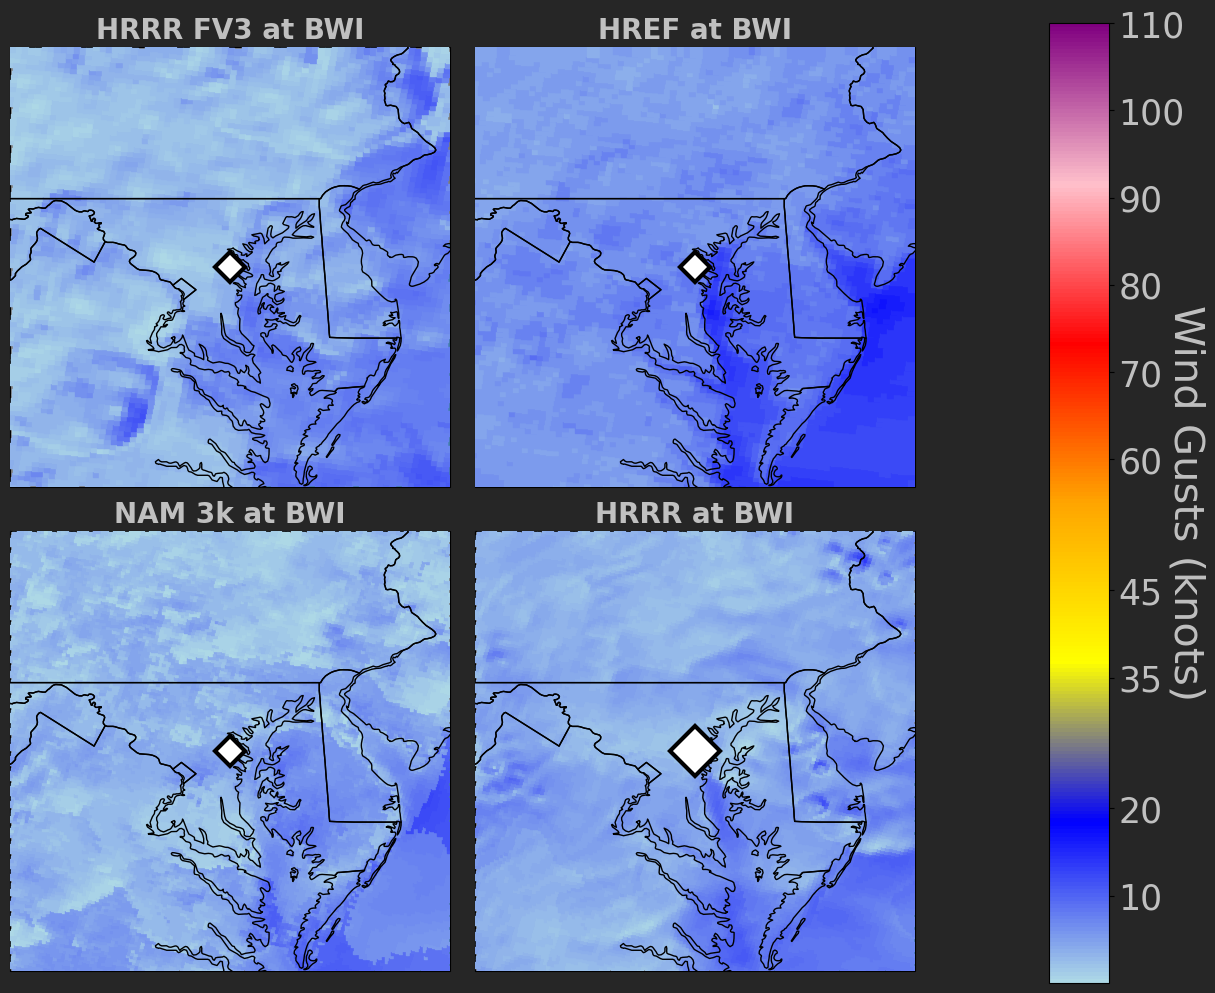 HRRR FV3 at BWI
HREF at BWI
NAM 3k at BWI
HRRR at BWI
110
100
90
80
70
60
45
35
20
10
Wind Gusts (knots)